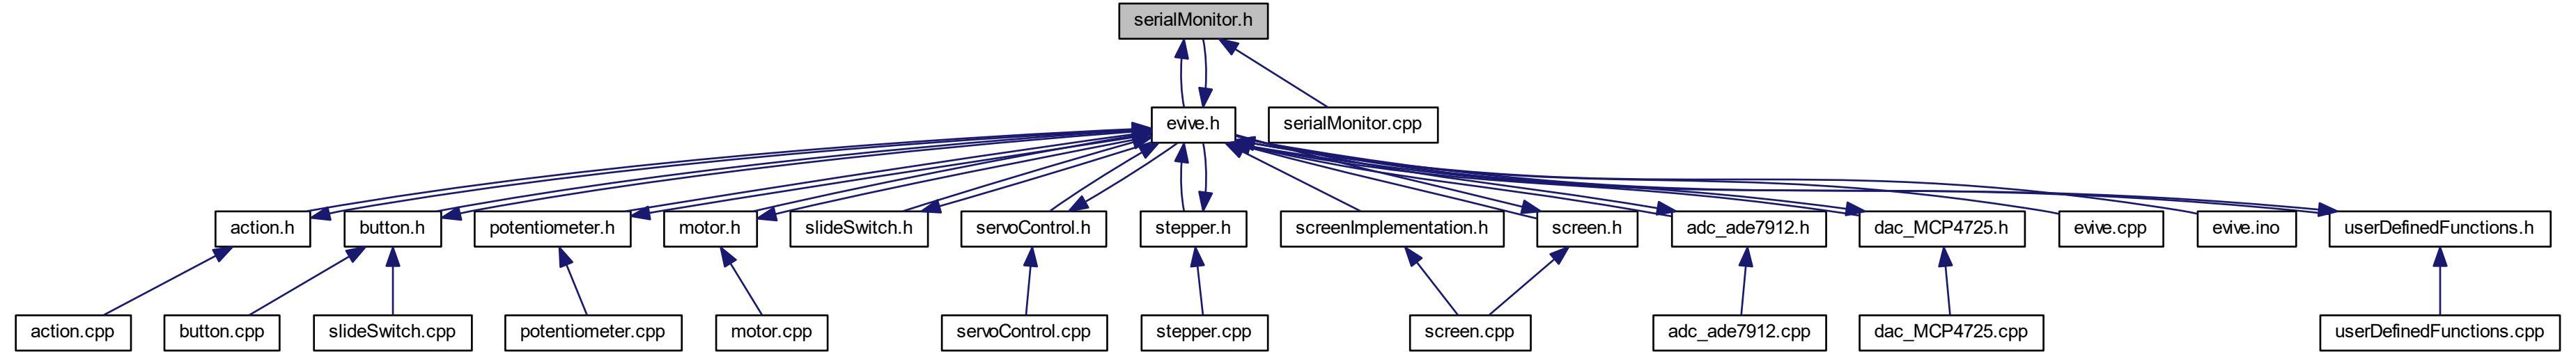 serialMonitor.h
evive.h
serialMonitor.cpp
action.h
button.h
potentiometer.h
motor.h
slideSwitch.h
servoControl.h
stepper.h
screenImplementation.h
screen.h
adc_ade7912.h
dac_MCP4725.h
evive.cpp
evive.ino
userDefinedFunctions.h
action.cpp
button.cpp
slideSwitch.cpp
potentiometer.cpp
motor.cpp
servoControl.cpp
stepper.cpp
screen.cpp
adc_ade7912.cpp
dac_MCP4725.cpp
userDefinedFunctions.cpp